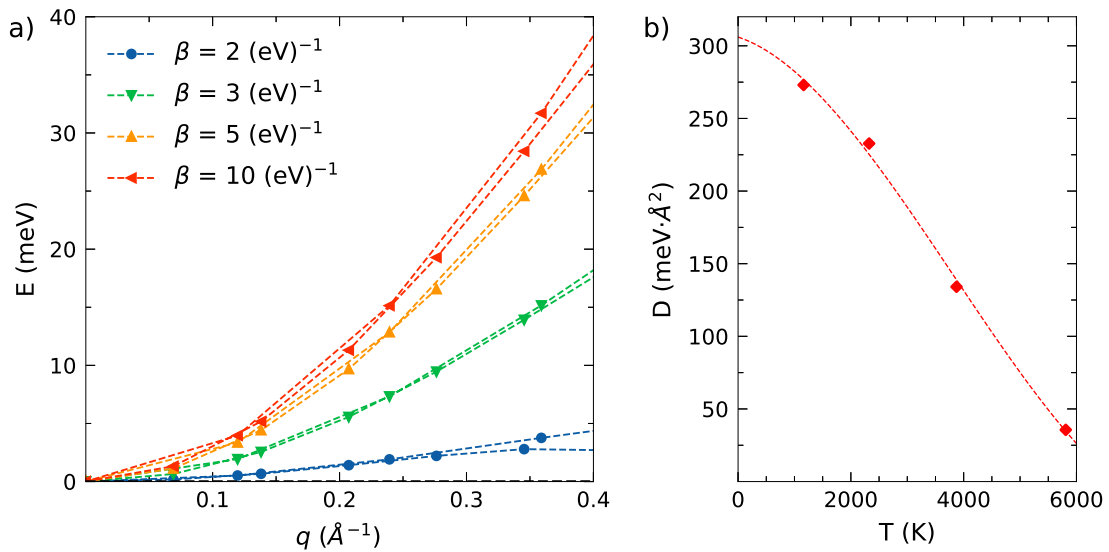 a)
40
30
20
10
0
E (meV)
β = 2 (eV)⁻¹
β = 3 (eV)⁻¹
β = 5 (eV)⁻¹
β = 10 (eV)⁻¹
0.1 0.2 0.3 0.4
q (Å⁻¹)
b)
300
250
200
150
100
50
D (meV·Å²)
0 2000 4000 6000
T (K)